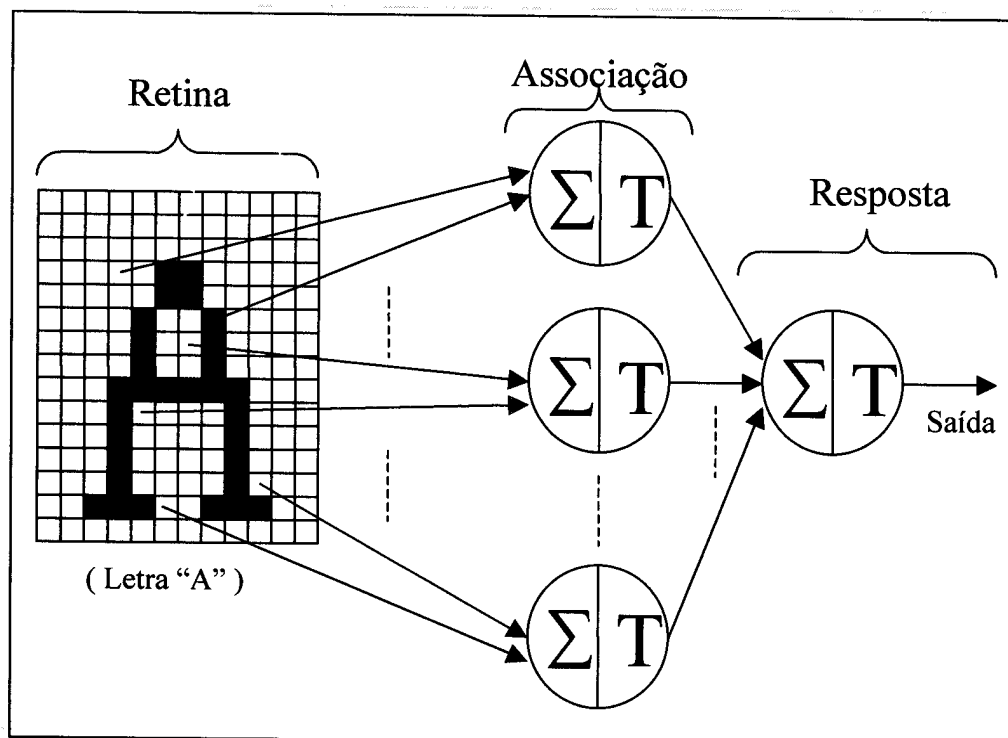 Retina
Associação
Resposta
Σ T
Σ T
Σ T
Σ T
Saída
( Letra “A” )